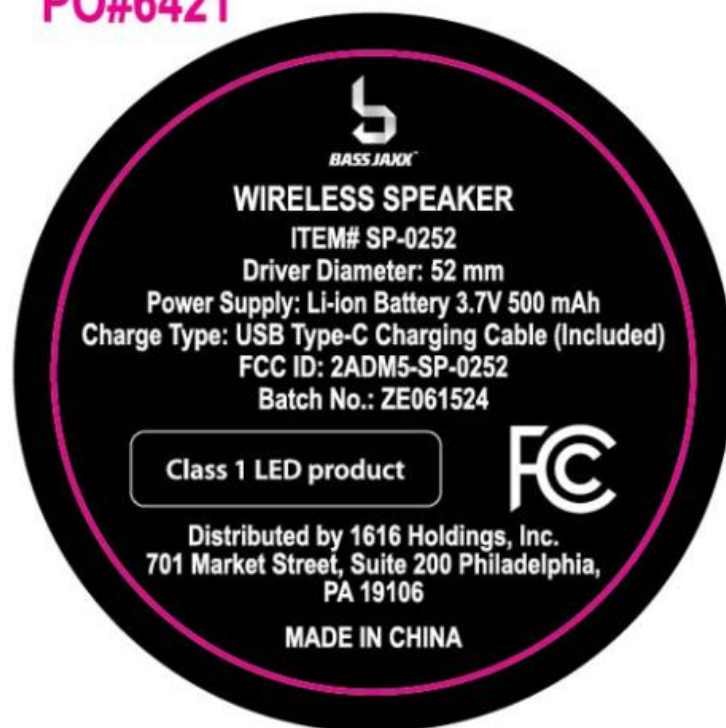 PO#6421
BASS JAXX™
WIRELESS SPEAKER
ITEM# SP-0252
Driver Diameter: 52 mm
Power Supply: Li-ion Battery 3.7V 500 mAh
Charge Type: USB Type-C Charging Cable (Included)
FCC ID: 2ADM5-SP-0252
Batch No.: ZE061524
Class 1 LED product
FC
Distributed by 1616 Holdings, Inc.
701 Market Street, Suite 200 Philadelphia,
PA 19106
MADE IN CHINA